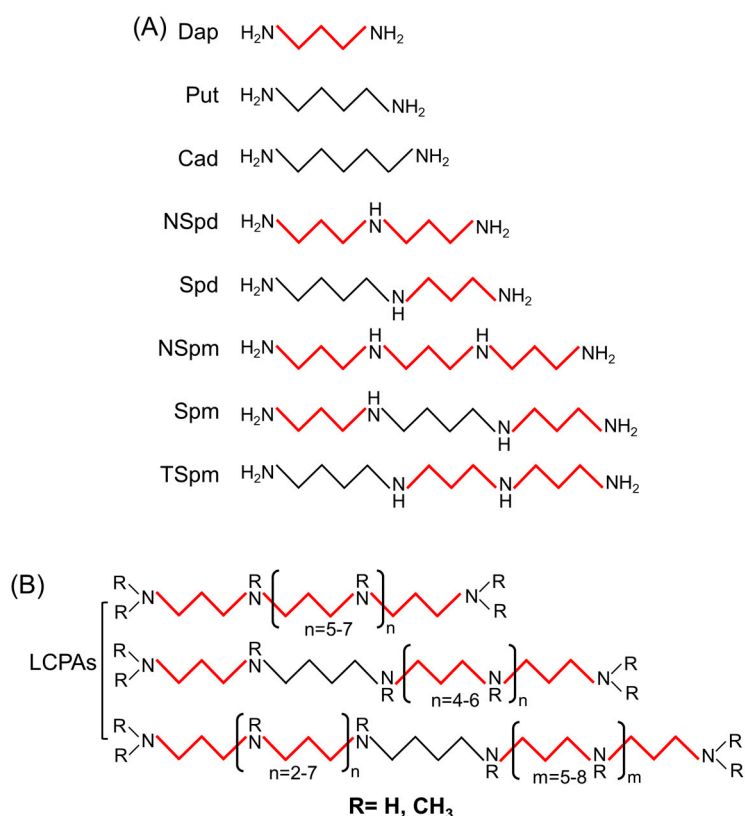 (A) Dap H₂N NH₂
Put H₂N NH₂
Cad H₂N NH₂
NSpd H₂N H N NH₂
Spd H₂N N H NH₂
NSpm H₂N H N H N NH₂
Spm H₂N H N N H NH₂
TSpm H₂N N H N H NH₂
(B) LCPAs
R R N R N R N n N R R
n=5-7
R R N R N N R N R n N R R
n=4-6
R R N R N R N n N R N R m N R R
n=2-7 m=5-8
R= H, CH₃